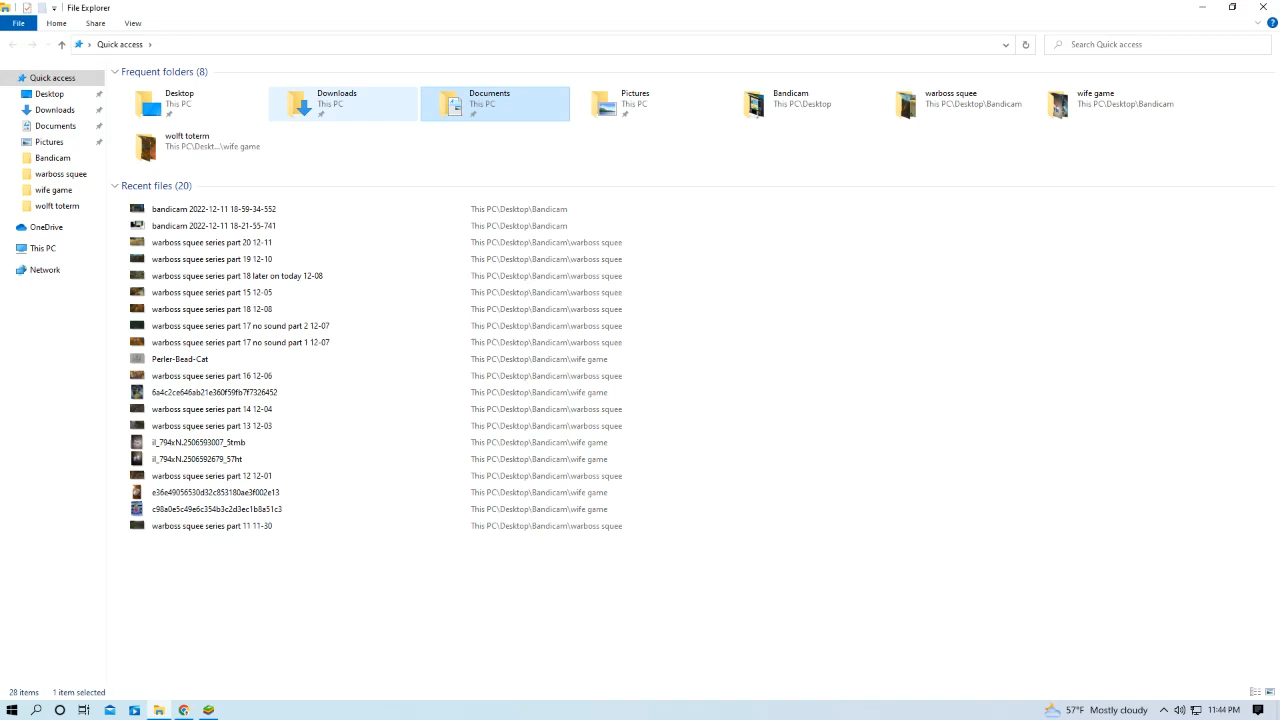 File Explorer
File Home Share View
Quick access
Search Quick access
Quick access
Desktop
Downloads
Documents
Pictures
Bandicam
warboss squee
wife game
wolft toterm
OneDrive
This PC
Network
Frequent folders (8)
Desktop
This PC
Downloads
This PC
Documents
This PC
Pictures
This PC
Bandicam
This PC\Desktop
warboss squee
This PC\Desktop\Bandicam
wife game
This PC\Desktop\Bandicam
wolft toterm
This PC\Deskt...\wife game
Recent files (20)
bandicam 2022-12-11 18-59-34-552 This PC\Desktop\Bandicam
bandicam 2022-12-11 18-21-55-741 This PC\Desktop\Bandicam
warboss squee series part 20 12-11 This PC\Desktop\Bandicam\warboss squee
warboss squee series part 19 12-10 This PC\Desktop\Bandicam\warboss squee
warboss squee series part 18 later on today 12-08 This PC\Desktop\Bandicam\warboss squee
warboss squee series part 15 12-05 This PC\Desktop\Bandicam\warboss squee
warboss squee series part 18 12-08 This PC\Desktop\Bandicam\warboss squee
warboss squee series part 17 no sound part 2 12-07 This PC\Desktop\Bandicam\warboss squee
warboss squee series part 17 no sound part 1 12-07 This PC\Desktop\Bandicam\warboss squee
Perler-Bead-Cat This PC\Desktop\Bandicam\wife game
warboss squee series part 16 12-06 This PC\Desktop\Bandicam\warboss squee
6a4c2ce646ab21e360f59fb7f7326452 This PC\Desktop\Bandicam\wife game
warboss squee series part 14 12-04 This PC\Desktop\Bandicam\warboss squee
warboss squee series part 13 12-03 This PC\Desktop\Bandicam\warboss squee
il_794xN.2506593007_5tmb This PC\Desktop\Bandicam\wife game
il_794xN.2506592679_57ht This PC\Desktop\Bandicam\wife game
warboss squee series part 12 12-01 This PC\Desktop\Bandicam\warboss squee
e36e49056530d32c853180ae3f002e13 This PC\Desktop\Bandicam\wife game
c98a0e5c49e6c354b3c2d3ec1b8a51c3 This PC\Desktop\Bandicam\wife game
warboss squee series part 11 11-30 This PC\Desktop\Bandicam\warboss squee
28 items 1 item selected
57°F Mostly cloudy 11:44 PM